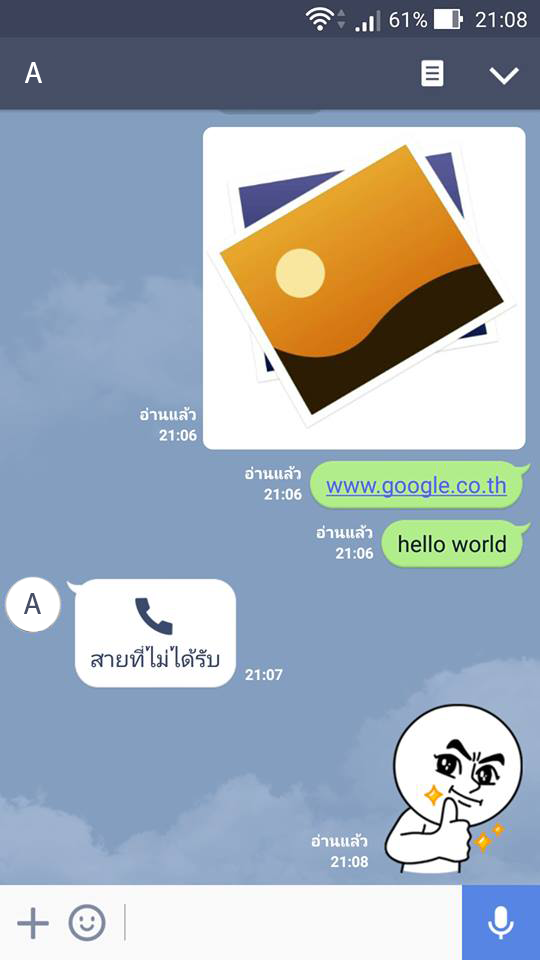 61% 21:08
A
อ่านแล้ว
21:06
อ่านแล้ว
21:06
www.google.co.th
อ่านแล้ว
21:06
hello world
A
สายที่ไม่ได้รับ
21:07
อ่านแล้ว
21:08